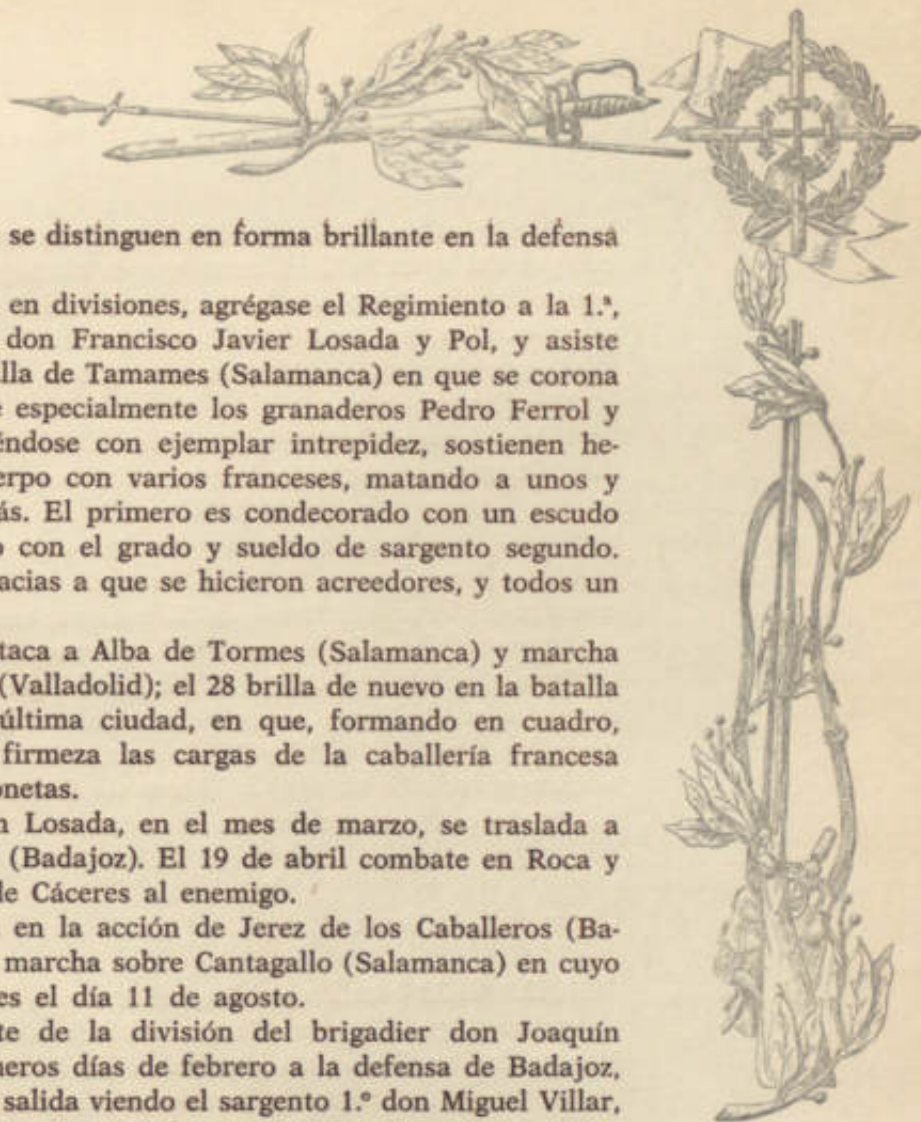 se distinguen en forma brillante en la defensa
en divisiones, agrégase el Regimiento a la 1.ª,
don Francisco Javier Losada y Pol, y asiste
alla de Tamames (Salamanca) en que se corona
e especialmente los granaderos Pedro Ferrol y
éndose con ejemplar intrepidez, sostienen he-
erpo con varios franceses, matando a unos y
ás. El primero es condecorado con un escudo
o con el grado y sueldo de sargento segundo.
acias a que se hicieron acreedores, y todos un
taca a Alba de Tormes (Salamanca) y marcha
(Valladolid); el 28 brilla de nuevo en la batalla
última ciudad, en que, formando en cuadro,
firmeza las cargas de la caballería francesa
onetas.
n Losada, en el mes de marzo, se traslada a
(Badajoz). El 19 de abril combate en Roca y
de Cáceres al enemigo.
en la acción de Jerez de los Caballeros (Ba-
marcha sobre Cantagallo (Salamanca) en cuyo
es el día 11 de agosto.
te de la división del brigadier don Joaquín
meros días de febrero a la defensa de Badajoz,
salida viendo el sargento 1.º don Miguel Villar,